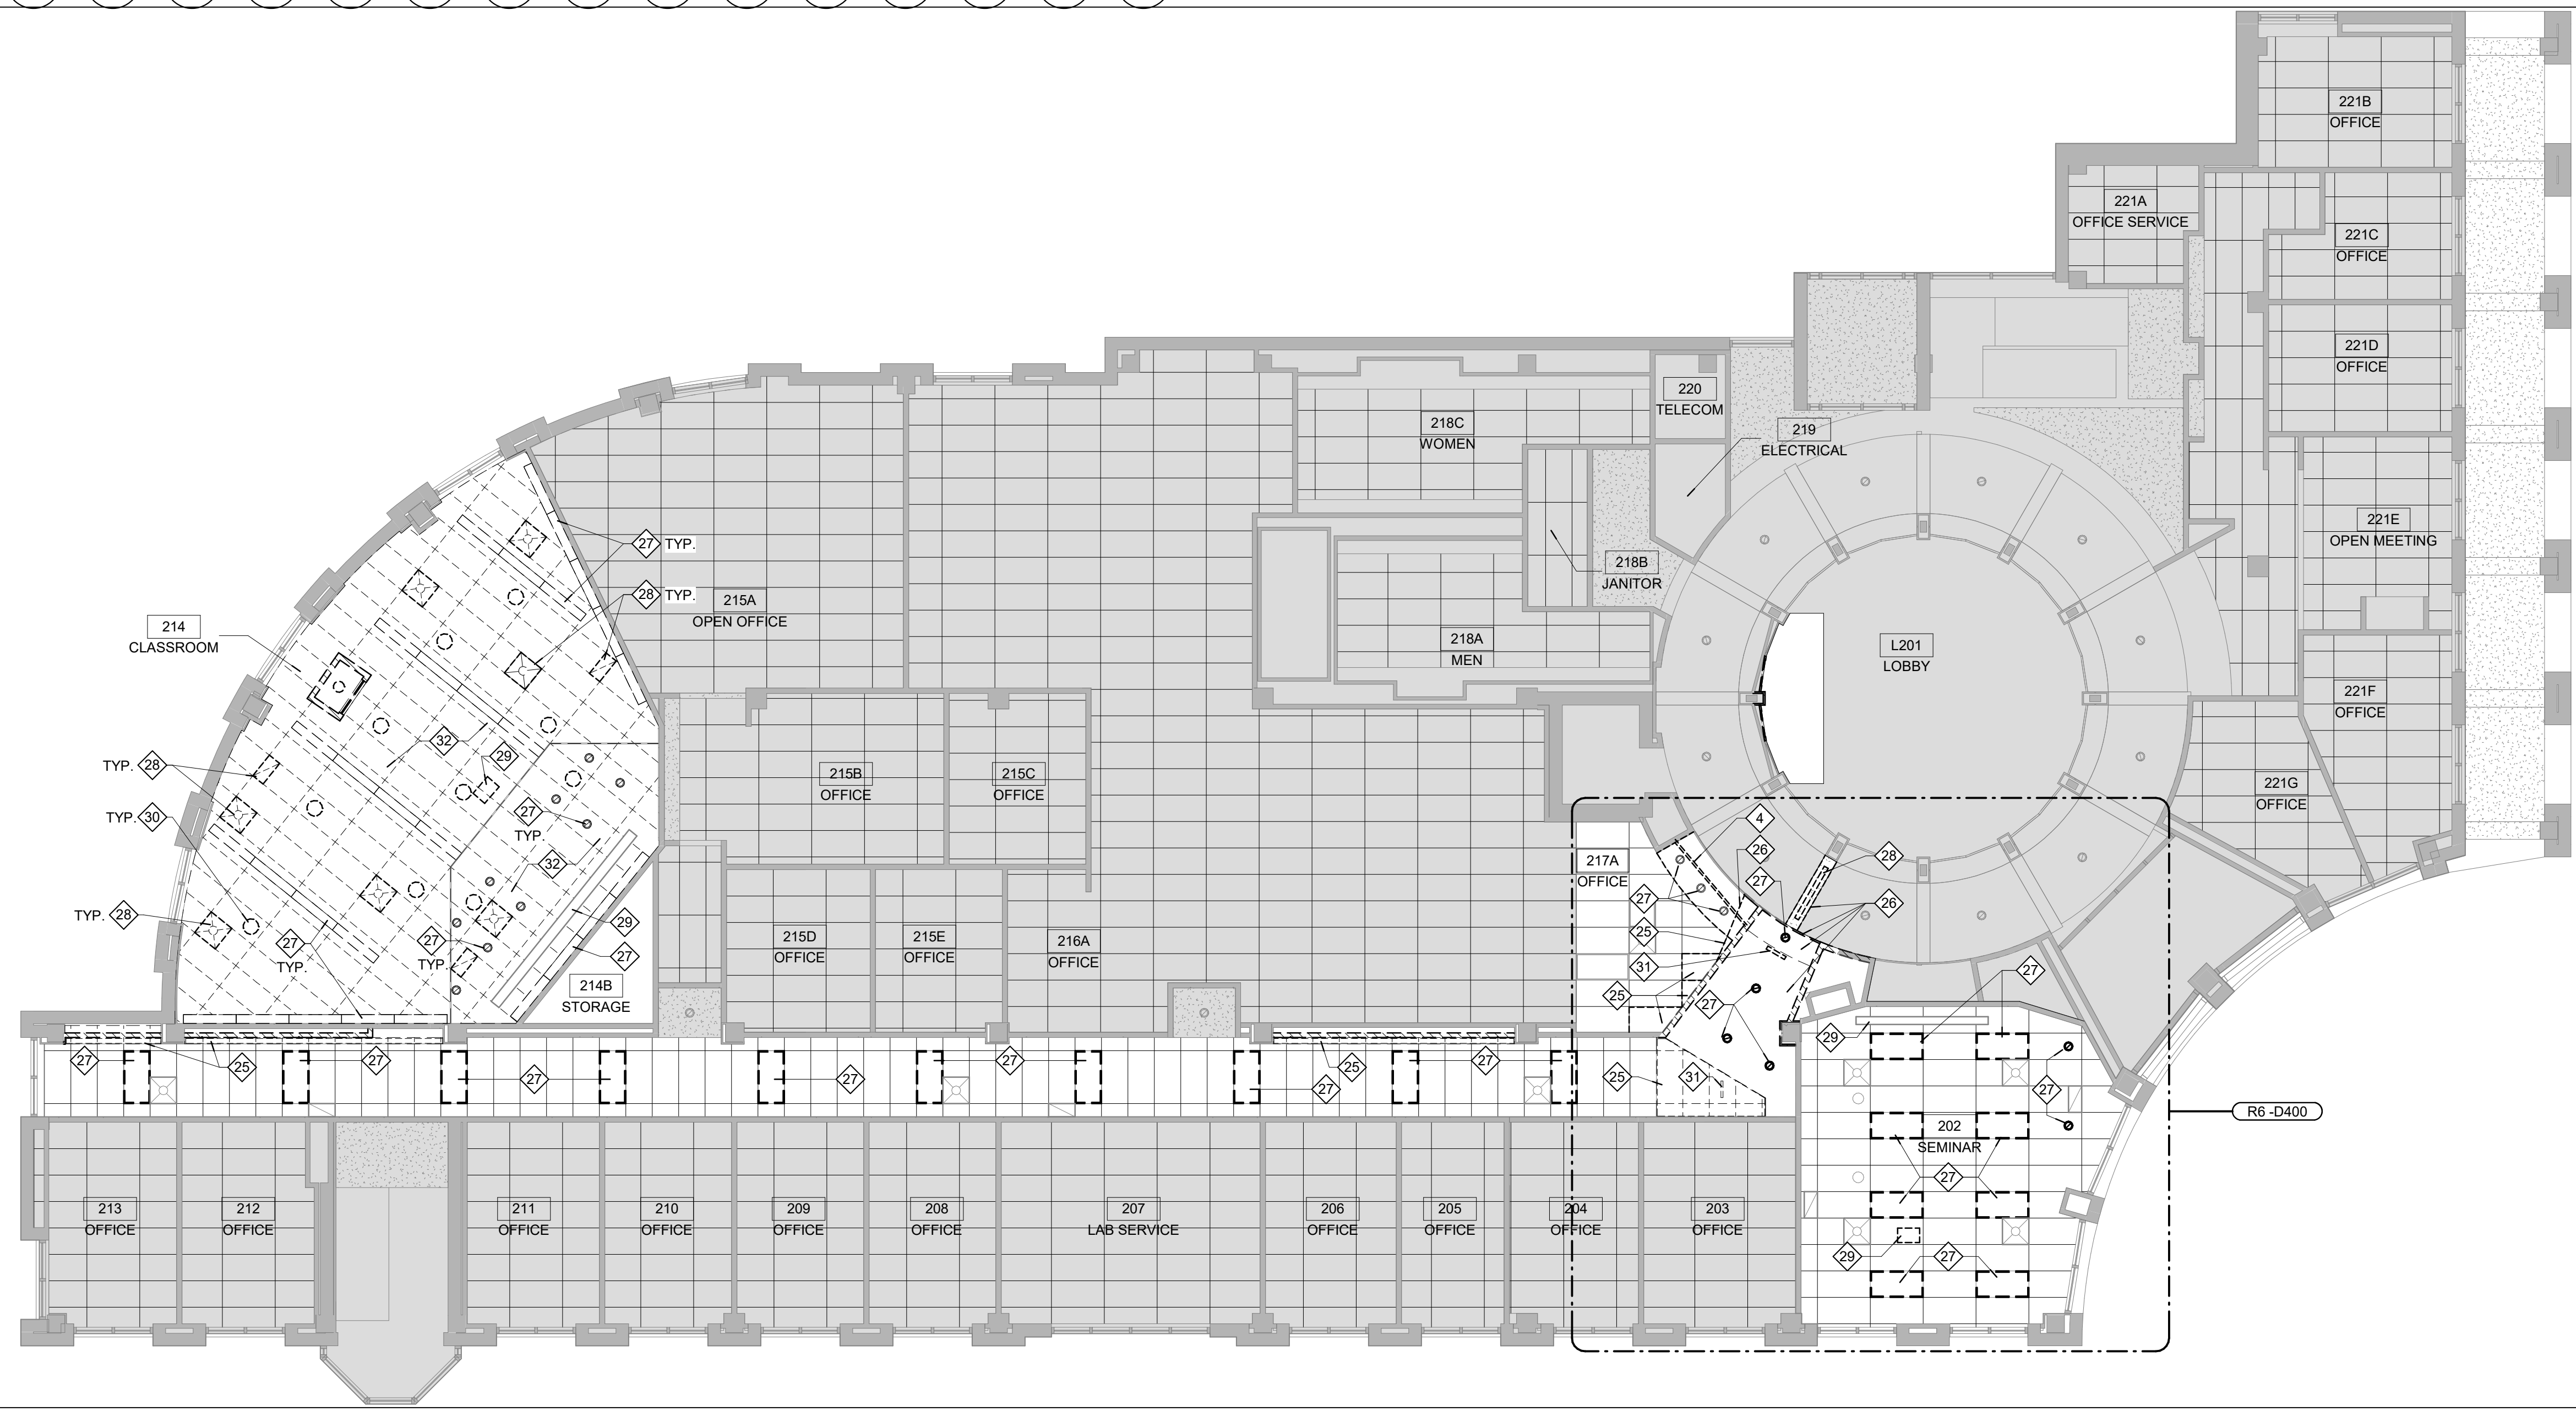 221B
OFFICE
221A
OFFICE SERVICE
221C
OFFICE
221D
OFFICE
220
TELECOM
218C
WOMEN
219
ELECTRICAL
221E
OPEN MEETING
27 TYP.
218B
JANITOR
28 TYP.
215A
OPEN OFFICE
214
CLASSROOM
218A
MEN
L201
LOBBY
221F
OFFICE
32
29
TYP. 28
215B
OFFICE
215C
OFFICE
221G
OFFICE
27
TYP.
TYP. 30
4
26
28
217A
OFFICE
32
27
27
26
TYP. 28
29
25
27
TYP.
27
TYP.
27
215D
OFFICE
215E
OFFICE
216A
OFFICE
31
27
214B
STORAGE
25
27
29
27
25
27
27
27
27
27
25
27
25
31
27
27
R6 -D400
202
SEMINAR
27
213
OFFICE
212
OFFICE
211
OFFICE
210
OFFICE
209
OFFICE
208
OFFICE
207
LAB SERVICE
206
OFFICE
205
OFFICE
204
OFFICE
203
OFFICE
29
27